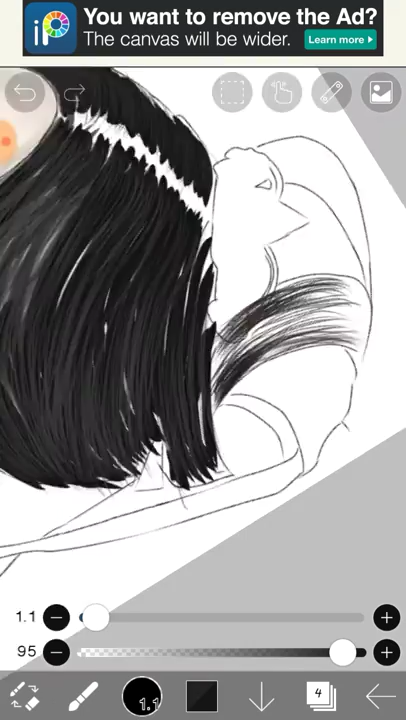 You want to remove the Ad?
iP
The canvas will be wider.
Learn more
1.1
95
1.1
4